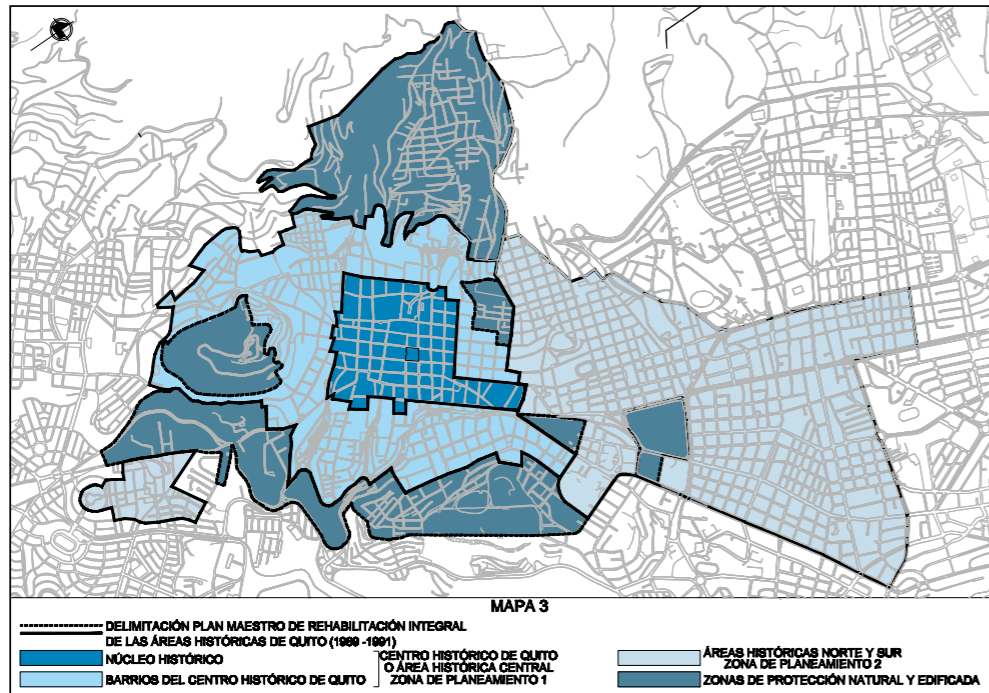 MAPA 3
DELIMITACIÓN PLAN MAESTRO DE REHABILITACIÓN INTEGRAL
DE LAS ÁREAS HISTÓRICAS DE QUITO (1989 -1991)
NÚCLEO HISTÓRICO
BARRIOS DEL CENTRO HISTÓRICO DE QUITO
CENTRO HISTÓRICO DE QUITO
O ÁREA HISTÓRICA CENTRAL
ZONA DE PLANEAMIENTO 1
ÁREAS HISTÓRICAS NORTE Y SUR
ZONA DE PLANEAMIENTO 2
ZONAS DE PROTECCIÓN NATURAL Y EDIFICADA